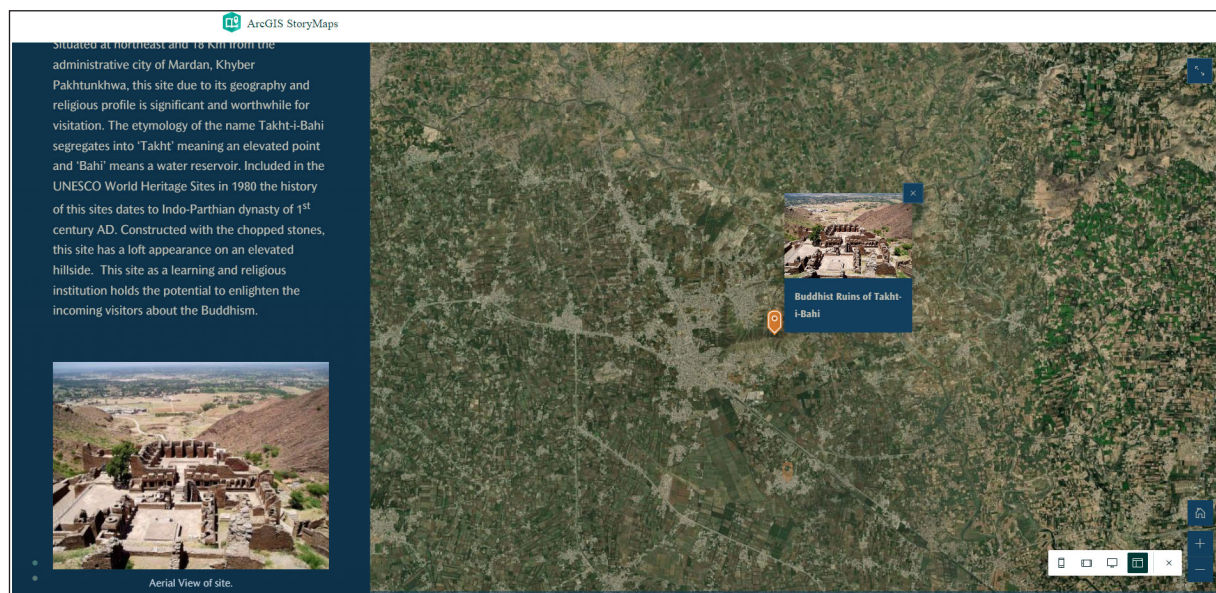 ArcGIS StoryMaps
Situated at northeast and 18 Km from the
administrative city of Mardan, Khyber
Pakhtunkhwa, this site due to its geography and
religious profile is significant and worthwhile for
visitation. The etymology of the name Takht-i-Bahi
segregates into ‘Takht’ meaning an elevated point
and ‘Bahi’ means a water reservoir. Included in the
UNESCO World Heritage Sites in 1980 the history
of this sites dates to Indo-Parthian dynasty of 1st
century AD. Constructed with the chopped stones,
this site has a loft appearance on an elevated
hillside. This site as a learning and religious
institution holds the potential to enlighten the
incoming visitors about the Buddhism.
Aerial View of site.
Buddhist Ruins of Takht-
i-Bahi